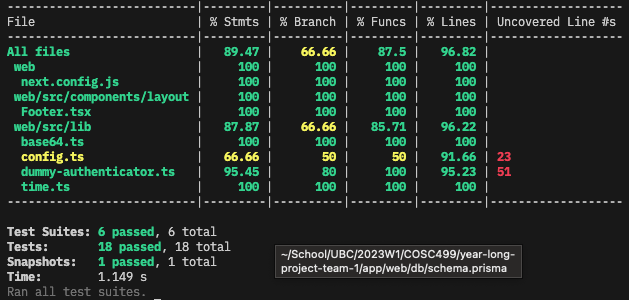 File | % Stmts | % Branch | % Funcs | % Lines | Uncovered Line #s
All files | 89.47 | 66.66 | 87.5 | 96.82 |
web | 100 | 100 | 100 | 100 |
next.config.js | 100 | 100 | 100 | 100 |
web/src/components/layout | 100 | 100 | 100 | 100 |
Footer.tsx | 100 | 100 | 100 | 100 |
web/src/lib | 87.87 | 66.66 | 85.71 | 96.22 |
base64.ts | 100 | 100 | 100 | 100 |
config.ts | 66.66 | 50 | 50 | 91.66 | 23
dummy-authenticator.ts | 95.45 | 80 | 100 | 95.23 | 51
time.ts | 100 | 100 | 100 | 100 |
Test Suites: 6 passed, 6 total
Tests: 18 passed, 18 total
Snapshots: 1 passed, 1 total
Time: 1.149 s
Ran all test suites.
~/School/UBC/2023W1/COSC499/year-long-
project-team-1/app/web/db/schema.prisma